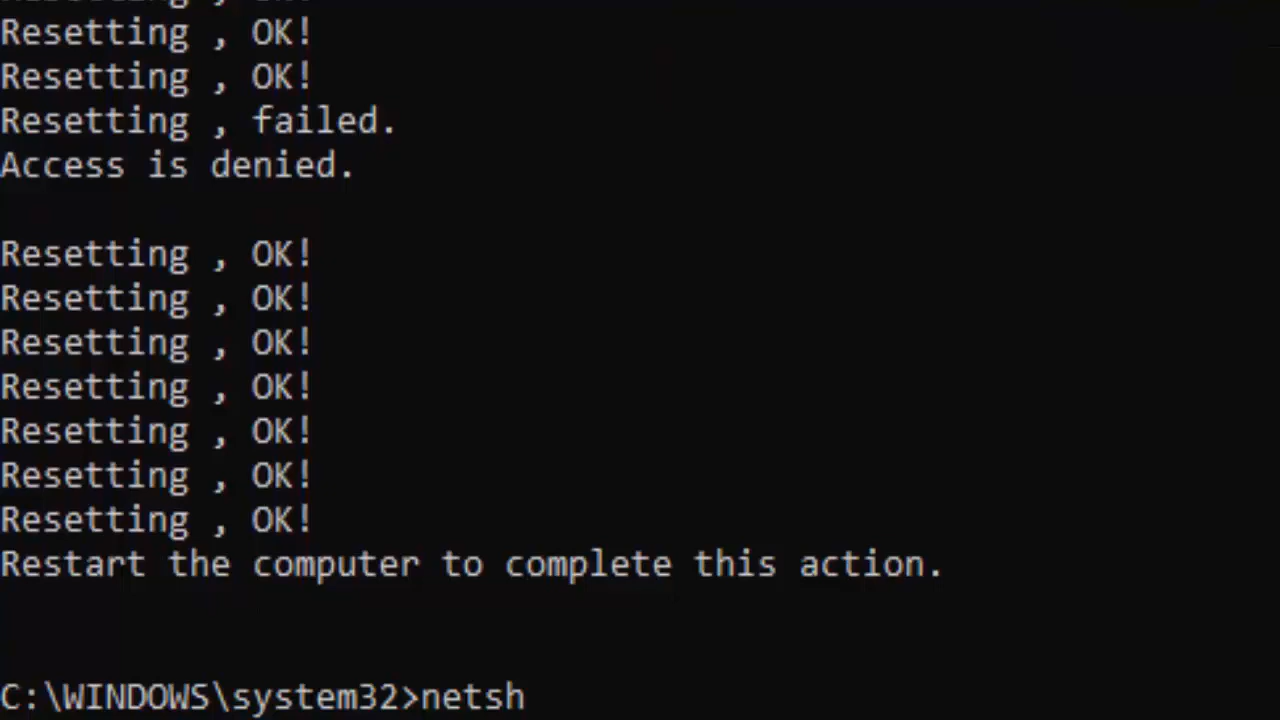 Resetting , OK!
Resetting , OK!
Resetting , failed.
Access is denied.
Resetting , OK!
Resetting , OK!
Resetting , OK!
Resetting , OK!
Resetting , OK!
Resetting , OK!
Resetting , OK!
Restart the computer to complete this action.
C:\WINDOWS\system32>netsh